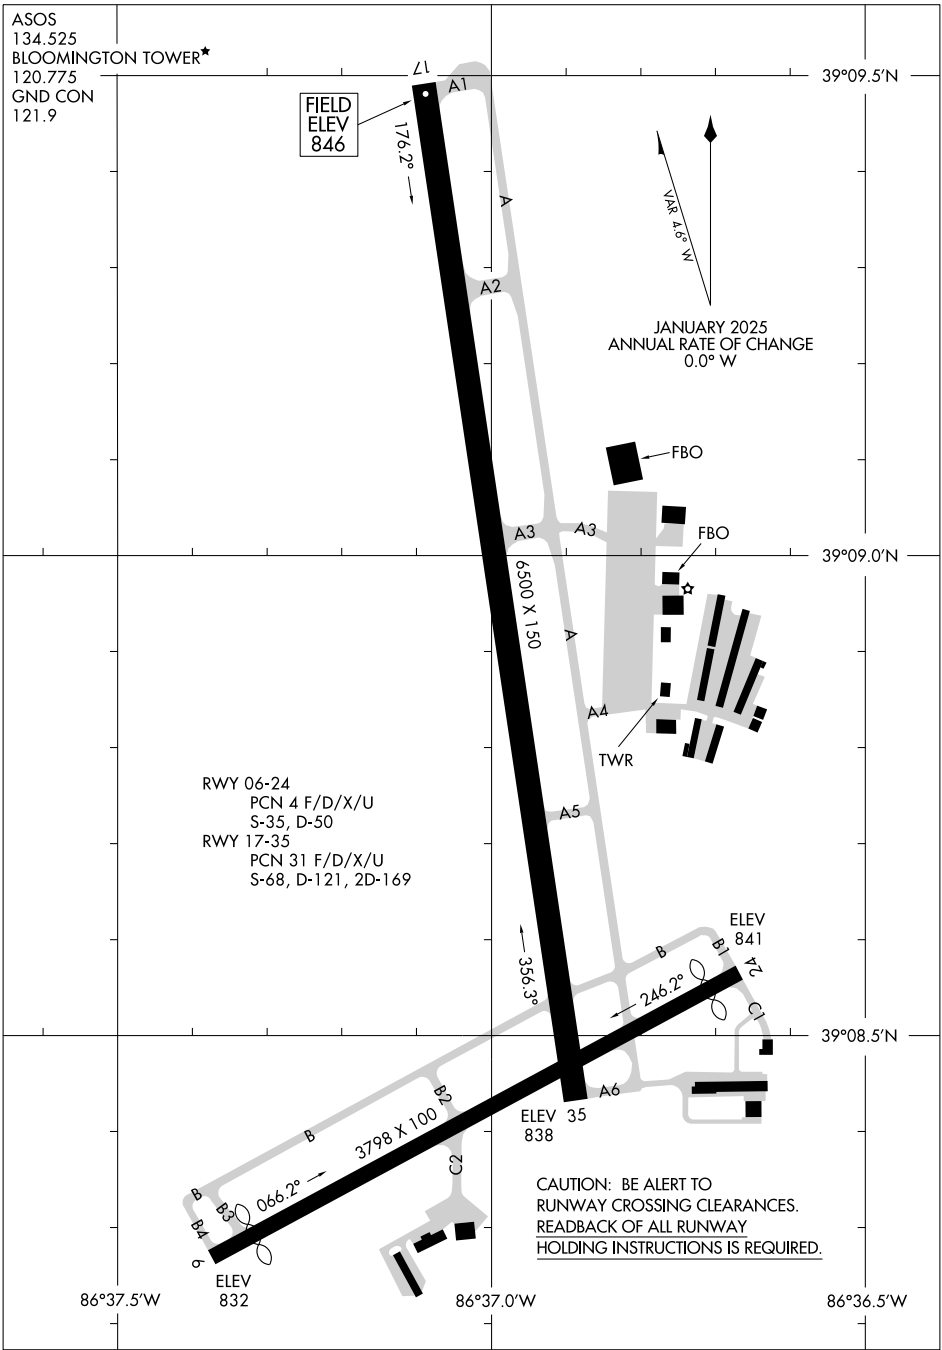 ASOS
134.525
BLOOMINGTON TOWER★
120.775
GND CON
121.9
17
A1
39°09.5'N
FIELD
ELEV
846
176.2°
A
VAR 4.6° W
A2
JANUARY 2025
ANNUAL RATE OF CHANGE
0.0° W
FBO
A3
A3
FBO
39°09.0'N
6500 X 150
A
A4
TWR
RWY 06-24
PCN 4 F/D/X/U
S-35, D-50
RWY 17-35
PCN 31 F/D/X/U
S-68, D-121, 2D-169
A5
ELEV
841
B
B1
24
356.3°
246.2°
C1
39°08.5'N
A6
B2
ELEV
838
35
B
3798 X 100
C2
066.2°
B
B3
B4
6
CAUTION: BE ALERT TO
RUNWAY CROSSING CLEARANCES.
READBACK OF ALL RUNWAY
HOLDING INSTRUCTIONS IS REQUIRED.
ELEV
832
86°37.5'W
86°37.0'W
86°36.5'W